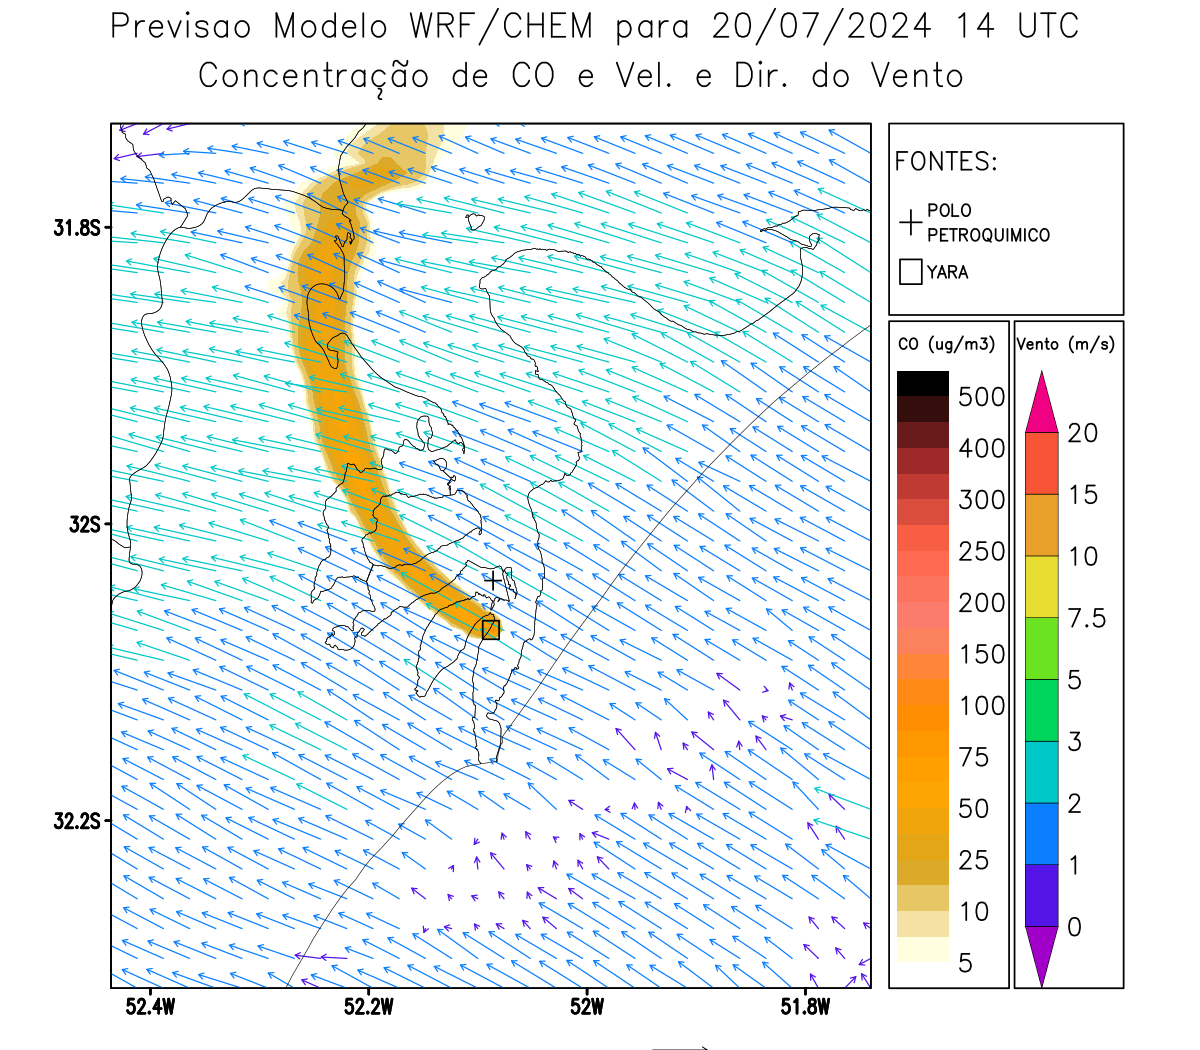 Previsao Modelo WRF/CHEM para 20/07/2024 14 UTC
Concentração de CO e Vel. e Dir. do Vento
FONTES:
POLO
PETROQUIMICO
YARA
CO (ug/m3)
500
400
300
250
200
150
100
75
50
25
10
5
Vento (m/s)
20
15
10
7.5
5
3
2
1
0
31.8S
32S
32.2S
52.4W
52.2W
52W
51.8W